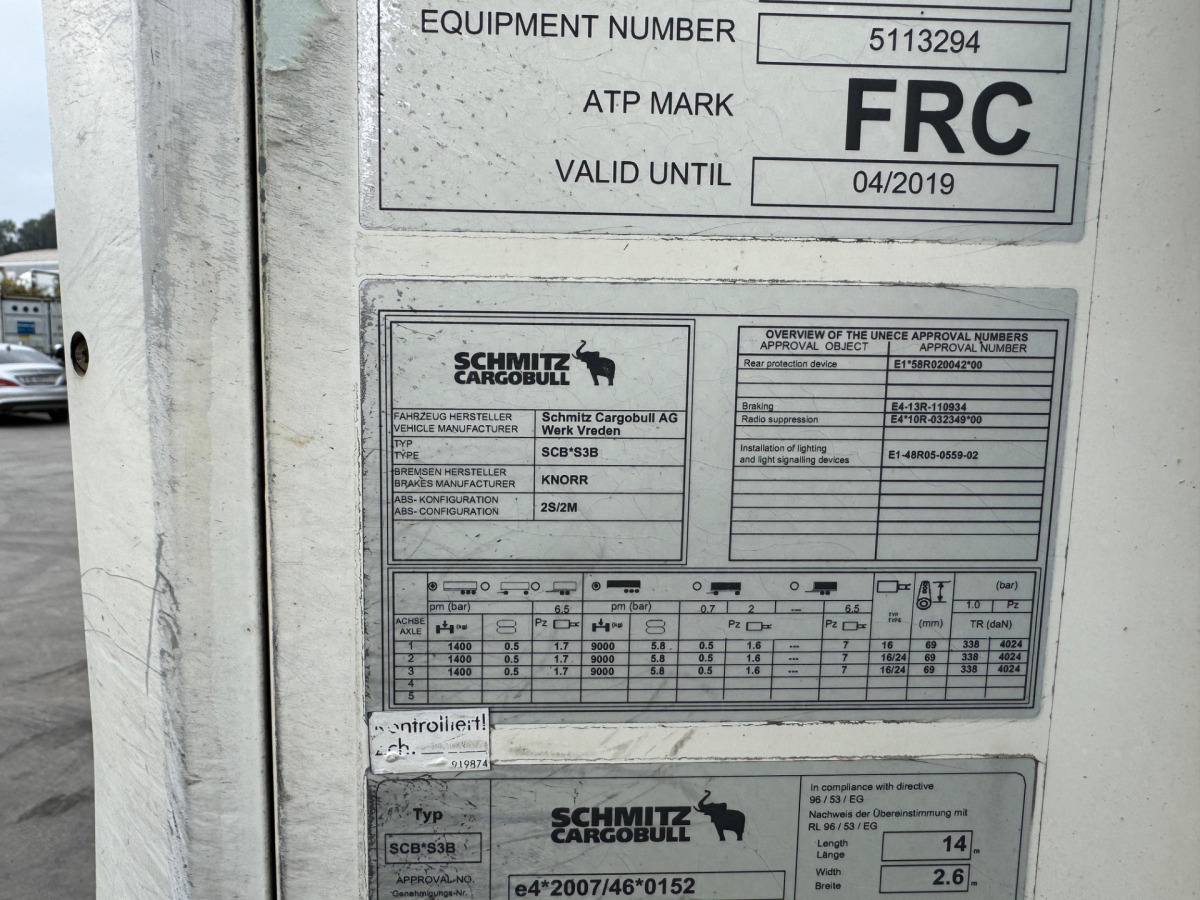 EQUIPMENT NUMBER 5113294
ATP MARK FRC
VALID UNTIL 04/2019
SCHMITZ
CARGOBULL
FAHRZEUG HERSTELLER
VEHICLE MANUFACTURER
Schmitz Cargobull AG
Werk Vreden
TYP
TYPE
SCB*S3B
BREMSEN HERSTELLER
BRAKES MANUFACTURER
KNORR
ABS- KONFIGURATION
ABS- CONFIGURATION
2S/2M
OVERVIEW OF THE UNECE APPROVAL NUMBERS
APPROVAL OBJECT APPROVAL NUMBER
Rear protection device E1*58R020042*00
Braking E4-13R-110934
Radio suppression E4*10R-032349*00
Installation of lighting
and light signalling devices
E1-48R05-0559-02
(bar)
pm (bar) 6.5 pm (bar) 0.7 2 --- 6.5 TYP TYPE 1.0 Pz
ACHSE
AXLE
(kg) Pz (kg) Pz Pz (mm) TR (daN)
1 1400 0.5 1.7 9000 5.8 0.5 1.6 --- 7 16 69 338 4024
2 1400 0.5 1.7 9000 5.8 0.5 1.6 --- 7 16/24 69 338 4024
3 1400 0.5 1.7 9000 5.8 0.5 1.6 --- 7 16/24 69 338 4024
4
5
Kontrolliert!
919874
Typ
SCB*S3B
APPROVAL-NO.
Genehmigungs-Nr.
SCHMITZ
CARGOBULL
e4*2007/46*0152
In compliance with directive
96 / 53 / EG
Nachweis der Übereinstimmung mit
RL 96 / 53 / EG
Length
Länge
14 m
Width
Breite
2.6 m